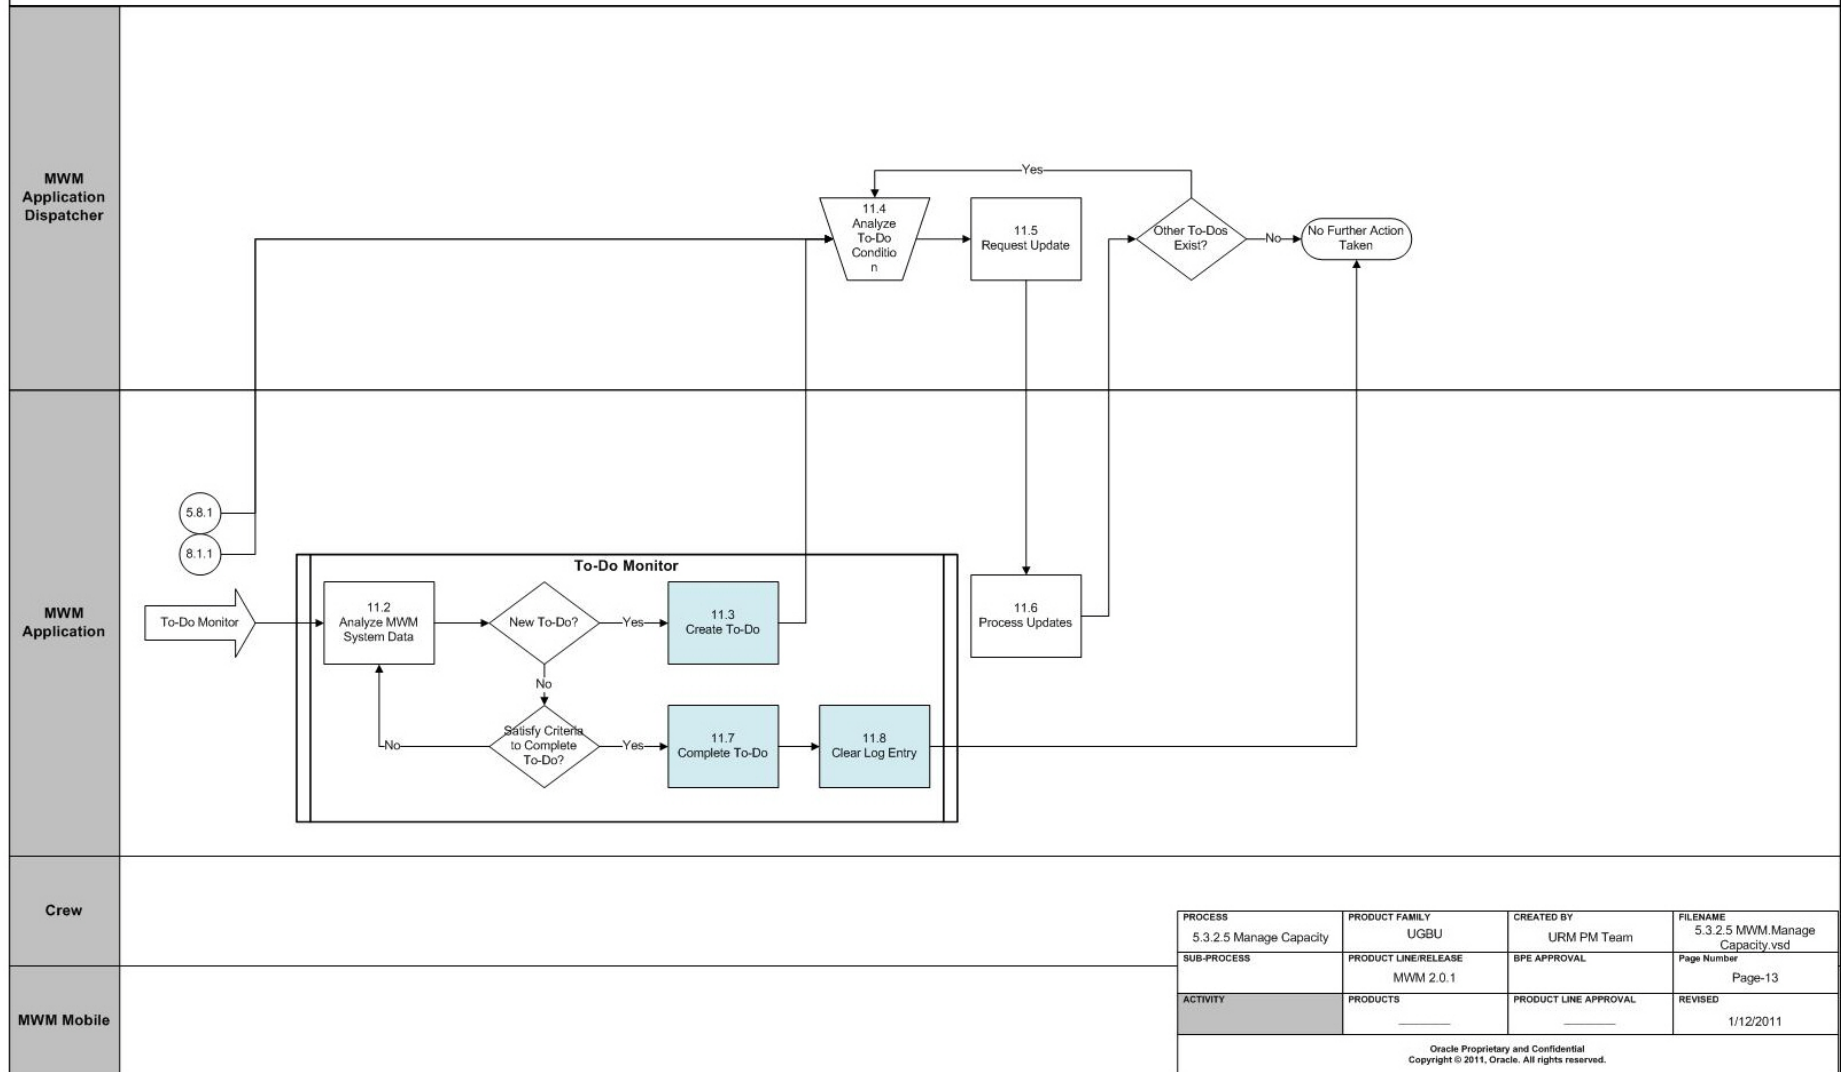 MWM
Application
Dispatcher
Yes
11.4
Analyze
To-Do
Conditio
n
11.5
Request Update
Other To-Dos
Exist?
No
No Further Action
Taken
MWM
Application
5.8.1
8.1.1
To-Do Monitor
To-Do Monitor
11.2
Analyze MWM
System Data
New To-Do?
Yes
11.3
Create To-Do
11.6
Process Updates
No
Satisfy Criteria
to Complete
To-Do?
No
Yes
11.7
Complete To-Do
11.8
Clear Log Entry
Crew
MWM Mobile
PROCESS
5.3.2.5 Manage Capacity
PRODUCT FAMILY
UGBU
CREATED BY
URM PM Team
FILENAME
5.3.2.5 MWM.Manage
Capacity.vsd
SUB-PROCESS
PRODUCT LINE/RELEASE
MWM 2.0.1
BPE APPROVAL
Page Number
Page-13
ACTIVITY
PRODUCTS
PRODUCT LINE APPROVAL
REVISED
1/12/2011
Oracle Proprietary and Confidential
Copyright © 2011, Oracle. All rights reserved.